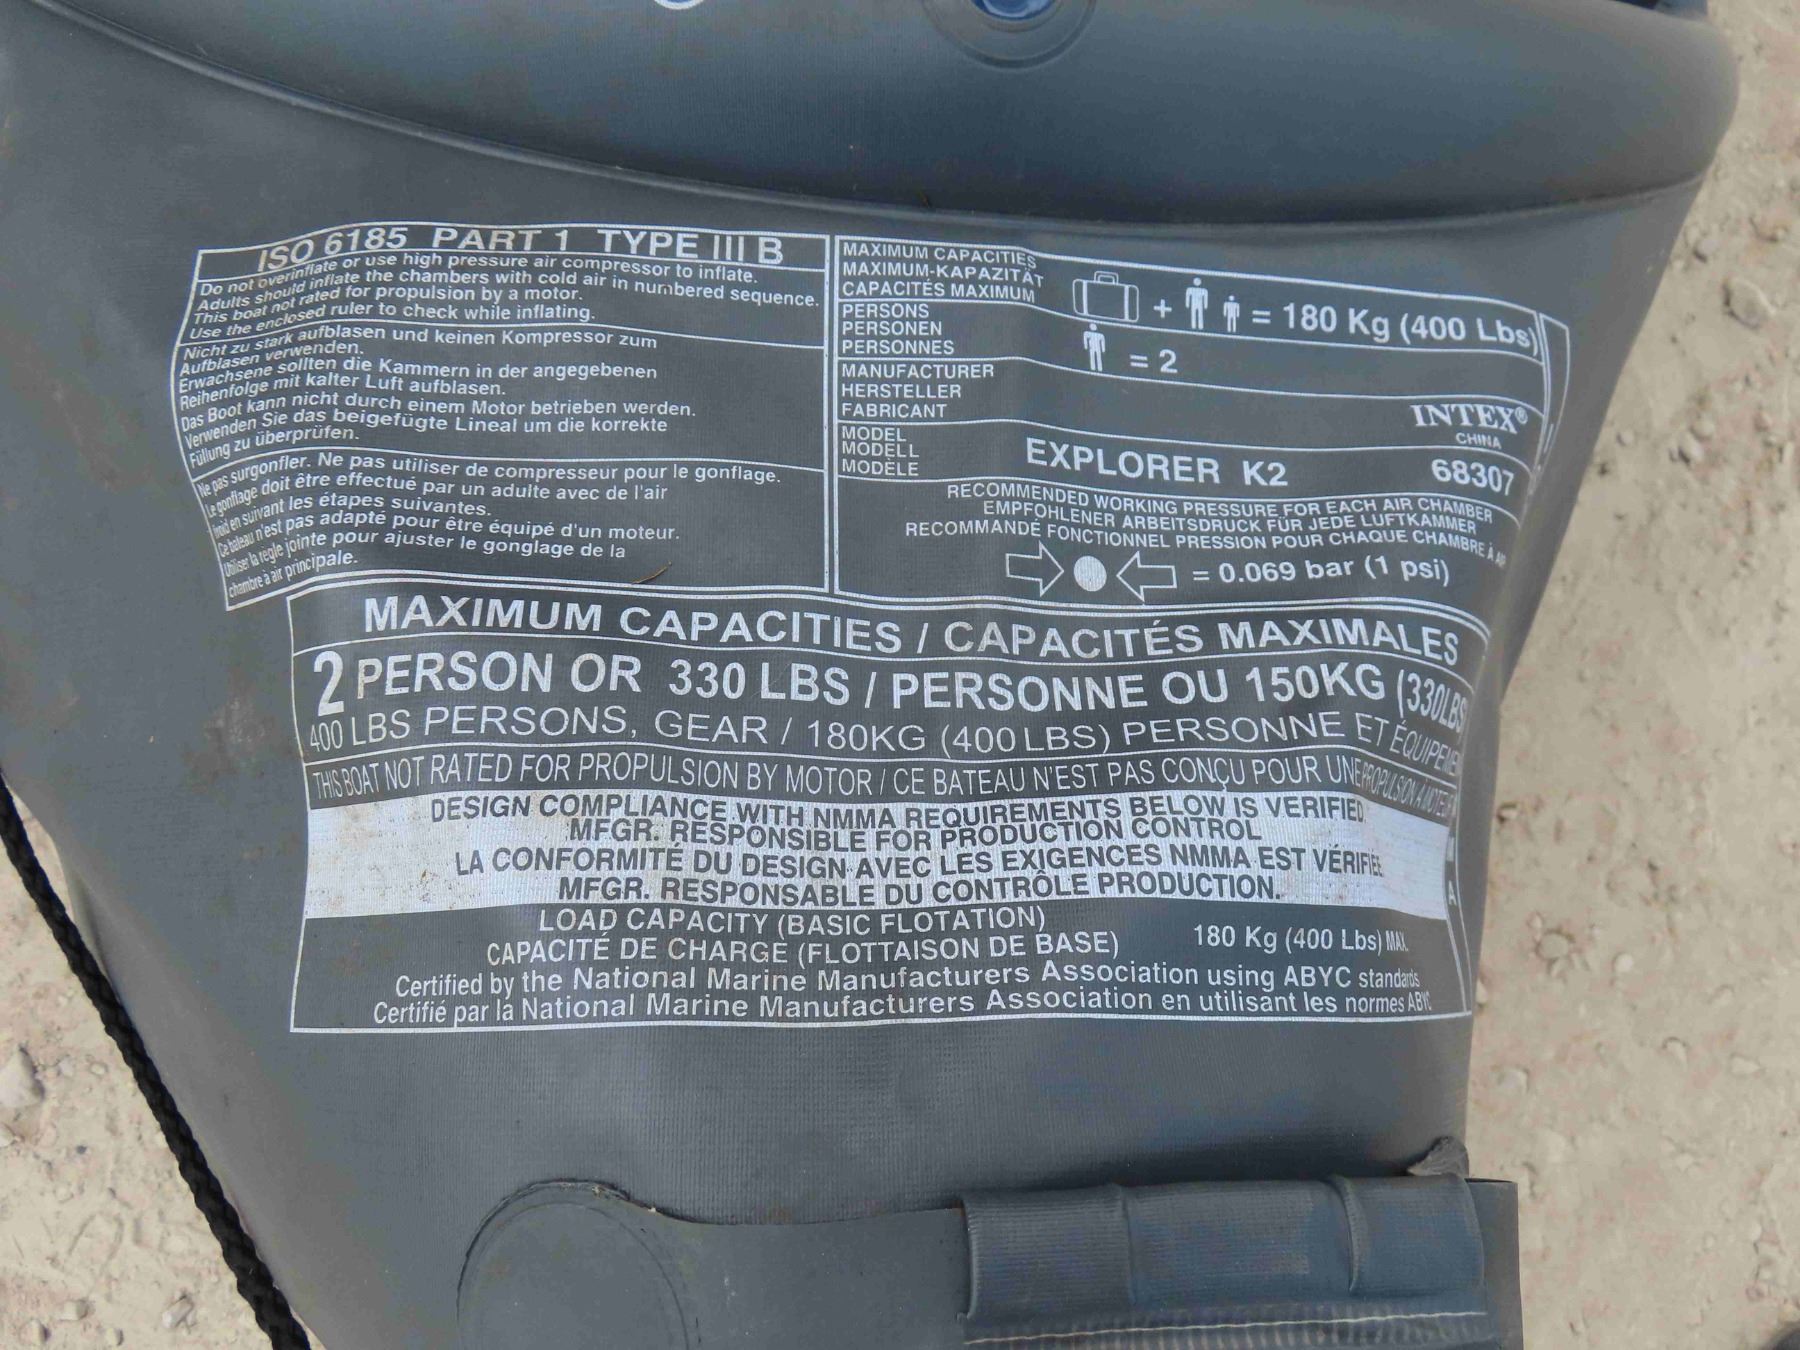 ISO 6185 PART 1 TYPE III B
Do not overinflate or use high pressure air compressor to inflate.
Adults should inflate the chambers with cold air in numbered sequence.
This boat not rated for propulsion by a motor.
Use the enclosed ruler to check while inflating.
Nicht zu stark aufblasen und keinen Kompressor zum
Aufblasen verwenden.
Erwachsene sollten die Kammern in der angegebenen
Reihenfolge mit kalter Luft aufblasen.
Das Boot kann nicht durch einem Motor betrieben werden.
Verwenden Sie das beigefügte Lineal um die korrekte
Füllung zu überprüfen.
Ne pas surgonfler. Ne pas utiliser de compresseur pour le gonflage.
Le gonflage doit être effectué par un adulte avec de l'air
froid en suivant les étapes suivantes.
Ce bateau n'est pas adapté pour être équipé d'un moteur.
Utiliser la règle jointe pour ajuster le gonglage de la
chambre à air principale.
MAXIMUM CAPACITIES
MAXIMUM-KAPAZITÄT
CAPACITÉS MAXIMUM
+ = 180 Kg (400 Lbs)
PERSONS
PERSONEN
PERSONNES
= 2
MANUFACTURER
HERSTELLER
FABRICANT
INTEX®
CHINA
MODEL
MODELL
MODÈLE
EXPLORER K2 68307
RECOMMENDED WORKING PRESSURE FOR EACH AIR CHAMBER
EMPFOHLENER ARBEITSDRUCK FÜR JEDE LUFTKAMMER
RECOMMANDÉ FONCTIONNEL PRESSION POUR CHAQUE CHAMBRE À AIR
= 0.069 bar (1 psi)
MAXIMUM CAPACITIES / CAPACITÉS MAXIMALES
2 PERSON OR 330 LBS / PERSONNE OU 150KG (330LBS
400 LBS PERSONS, GEAR / 180KG (400 LBS) PERSONNE ET ÉQUIPEME
THIS BOAT NOT RATED FOR PROPULSION BY MOTOR / CE BATEAU N'EST PAS CONÇU POUR UNE PROPULSION A MOTEUR
DESIGN COMPLIANCE WITH NMMA REQUIREMENTS BELOW IS VERIFIED.
MFGR. RESPONSIBLE FOR PRODUCTION CONTROL
LA CONFORMITÉ DU DESIGN AVEC LES EXIGENCES NMMA EST VÉRIFIÉE
MFGR. RESPONSABLE DU CONTRÔLE PRODUCTION.
LOAD CAPACITY (BASIC FLOTATION)
CAPACITÉ DE CHARGE (FLOTTAISON DE BASE) 180 Kg (400 Lbs) MAX.
Certified by the National Marine Manufacturers Association using ABYC standards
Certifié par la National Marine Manufacturers Association en utilisant les normes ABYC